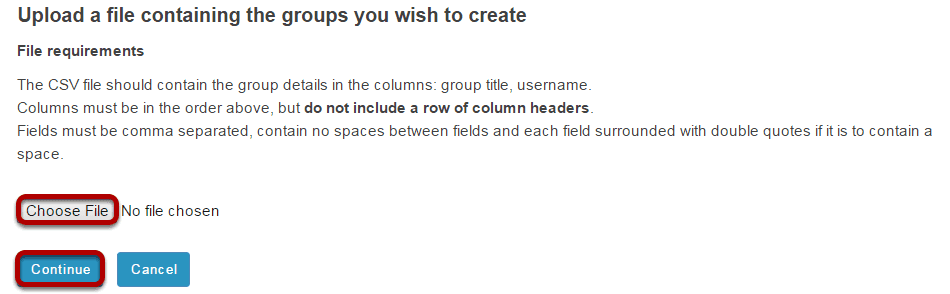 Upload a file containing the groups you wish to create
File requirements
The CSV file should contain the group details in the columns: group title, username.
Columns must be in the order above, but do not include a row of column headers.
Fields must be comma separated, contain no spaces between fields and each field surrounded with double quotes if it is to contain a
space.
Choose File No file chosen
Continue Cancel